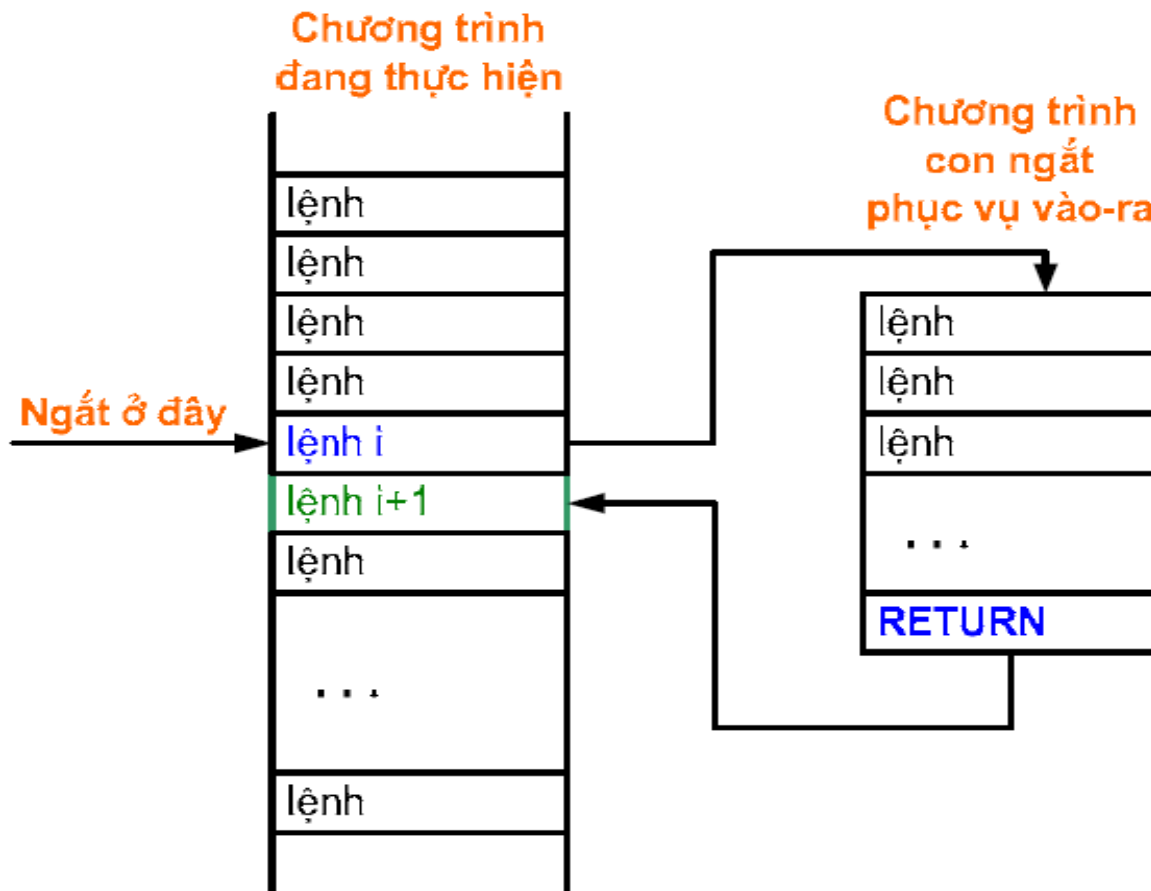 Chương trình
đang thực hiện
lệnh
lệnh
lệnh
lệnh
Ngắt ở đây
lệnh i
lệnh i+1
lệnh
. . .
lệnh
Chương trình
con ngắt
phục vụ vào-ra
lệnh
lệnh
lệnh
. . .
RETURN